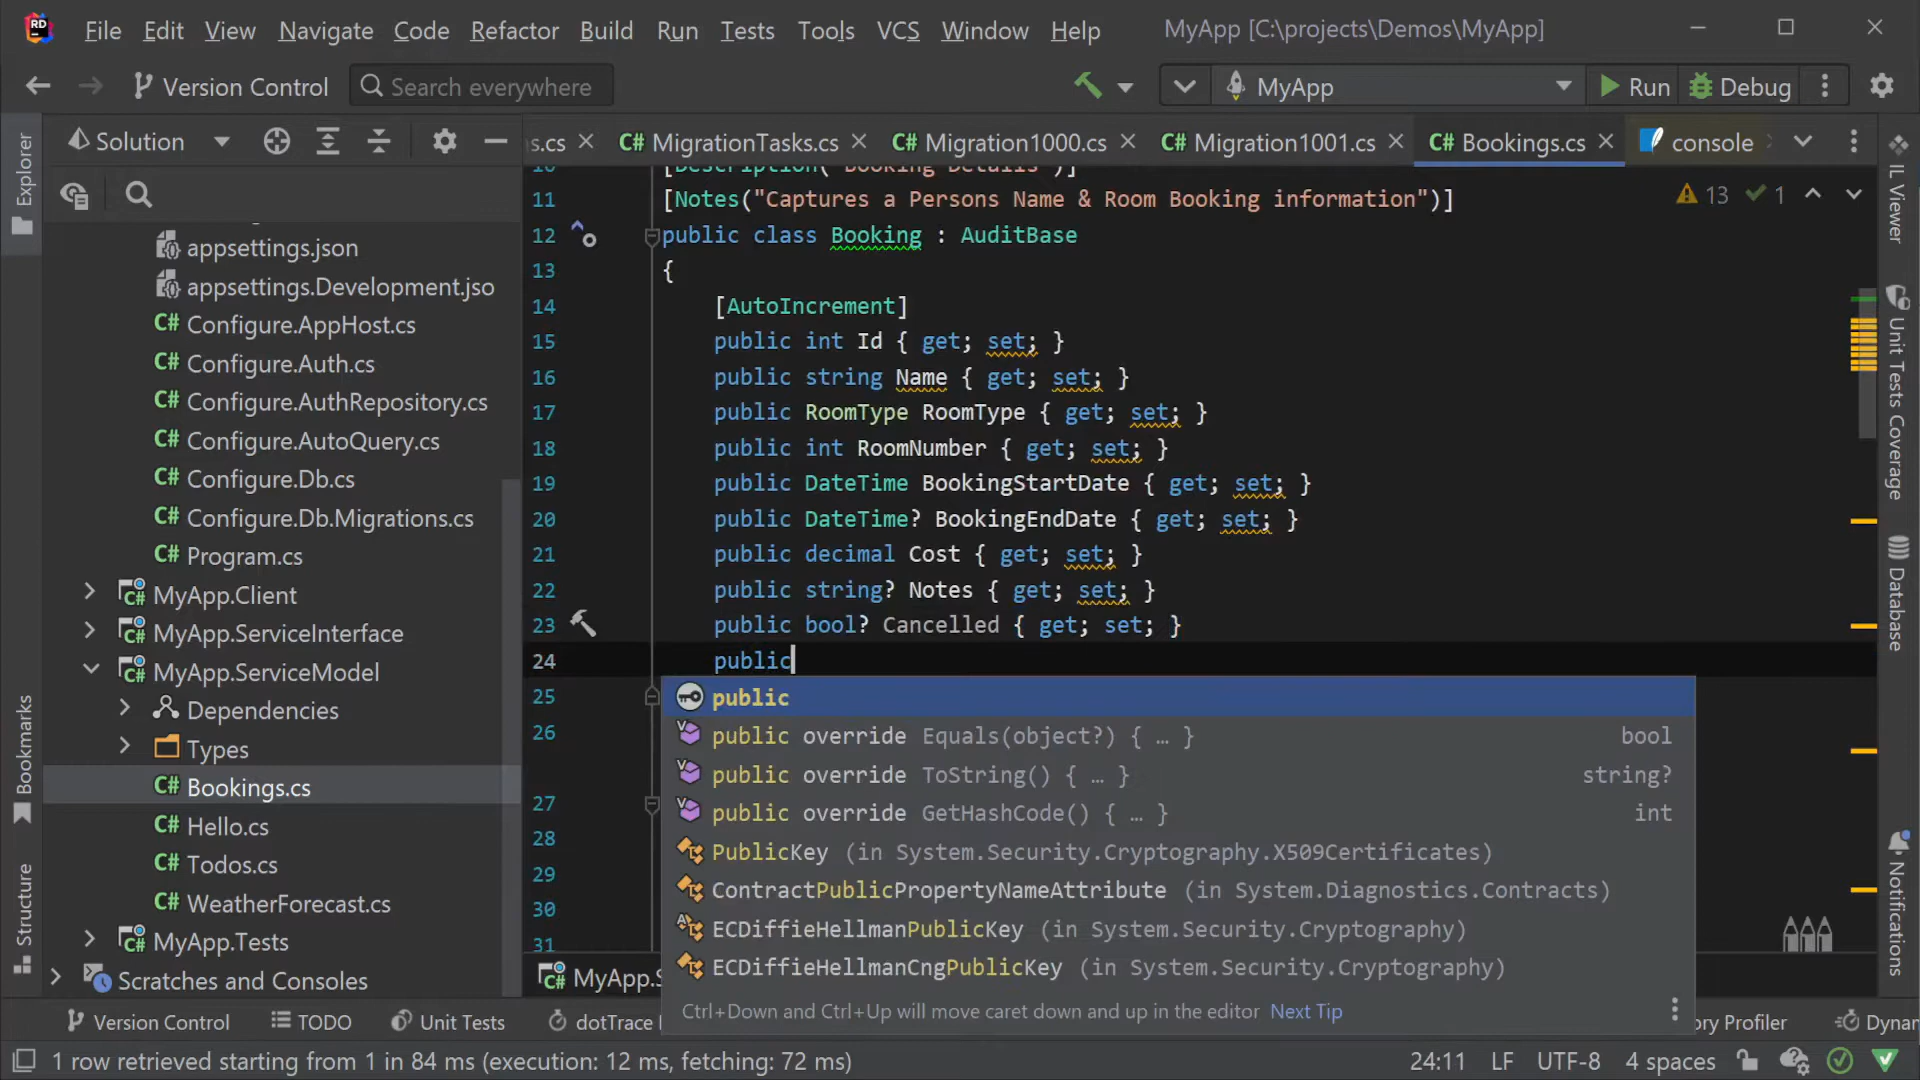 RD File Edit View Navigate Code Refactor Build Run Tests Tools VCS Window Help MyApp [C:\projects\Demos\MyApp]
Version Control Search everywhere MyApp Run Debug
Solution
s.cs C# MigrationTasks.cs C# Migration1000.cs C# Migration1001.cs C# Bookings.cs console
Explorer
Bookmarks
Structure
appsettings.json
appsettings.Development.jso
C# Configure.AppHost.cs
C# Configure.Auth.cs
C# Configure.AuthRepository.cs
C# Configure.AutoQuery.cs
C# Configure.Db.cs
C# Configure.Db.Migrations.cs
C# Program.cs
MyApp.Client
MyApp.ServiceInterface
MyApp.ServiceModel
Dependencies
Types
C# Bookings.cs
C# Hello.cs
C# Todos.cs
C# WeatherForecast.cs
MyApp.Tests
Scratches and Consoles
10 [Description("Booking Details")]
11 [Notes("Captures a Persons Name & Room Booking information")]
13 1
12 public class Booking : AuditBase
13 {
14 [AutoIncrement]
15 public int Id { get; set; }
16 public string Name { get; set; }
17 public RoomType RoomType { get; set; }
18 public int RoomNumber { get; set; }
19 public DateTime BookingStartDate { get; set; }
20 public DateTime? BookingEndDate { get; set; }
21 public decimal Cost { get; set; }
22 public string? Notes { get; set; }
23 public bool? Cancelled { get; set; }
24 public
25
26
27
28
29
30
31
public
public override Equals(object?) { … } bool
public override ToString() { … } string?
public override GetHashCode() { … } int
PublicKey (in System.Security.Cryptography.X509Certificates)
ContractPublicPropertyNameAttribute (in System.Diagnostics.Contracts)
ECDiffieHellmanPublicKey (in System.Security.Cryptography)
ECDiffieHellmanCngPublicKey (in System.Security.Cryptography)
Ctrl+Down and Ctrl+Up will move caret down and up in the editor Next Tip
MyApp.S
IL Viewer
Unit Tests Coverage
Database
Notifications
Version Control TODO Unit Tests dotTrace ory Profiler Dynan
1 row retrieved starting from 1 in 84 ms (execution: 12 ms, fetching: 72 ms) 24:11 LF UTF-8 4 spaces